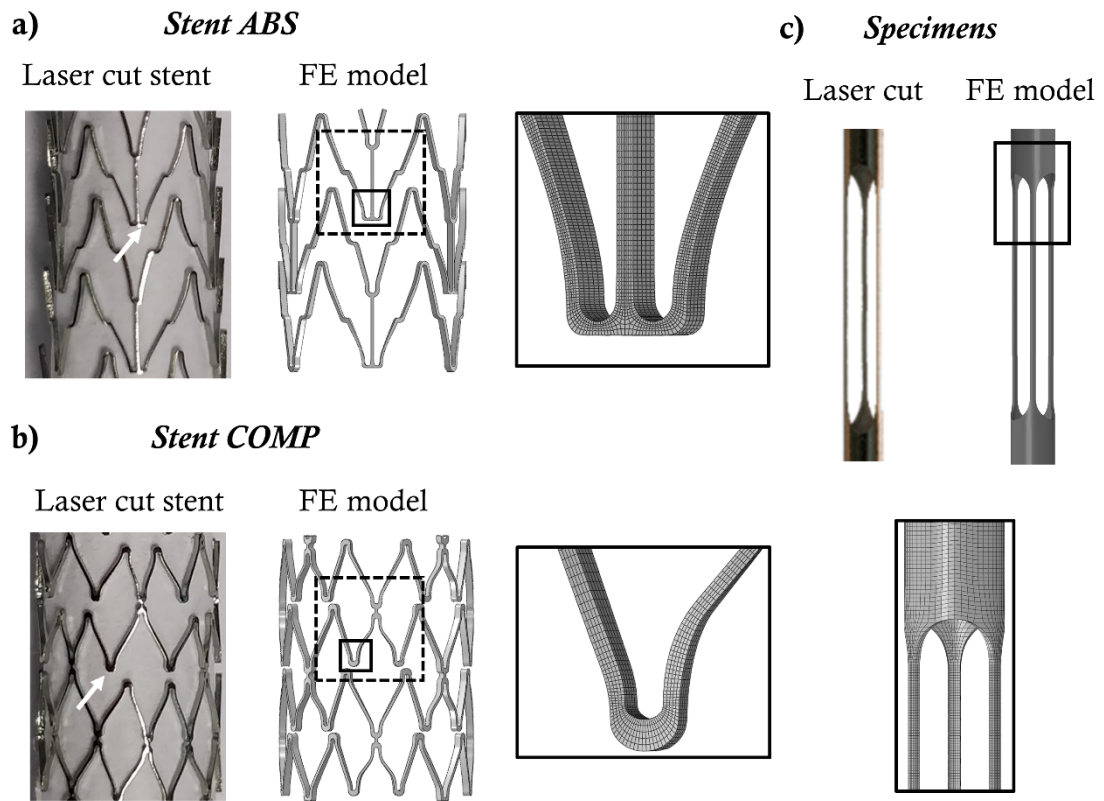 a) Stent ABS
Laser cut stent FE model
b) Stent COMP
Laser cut stent FE model
c) Specimens
Laser cut FE model